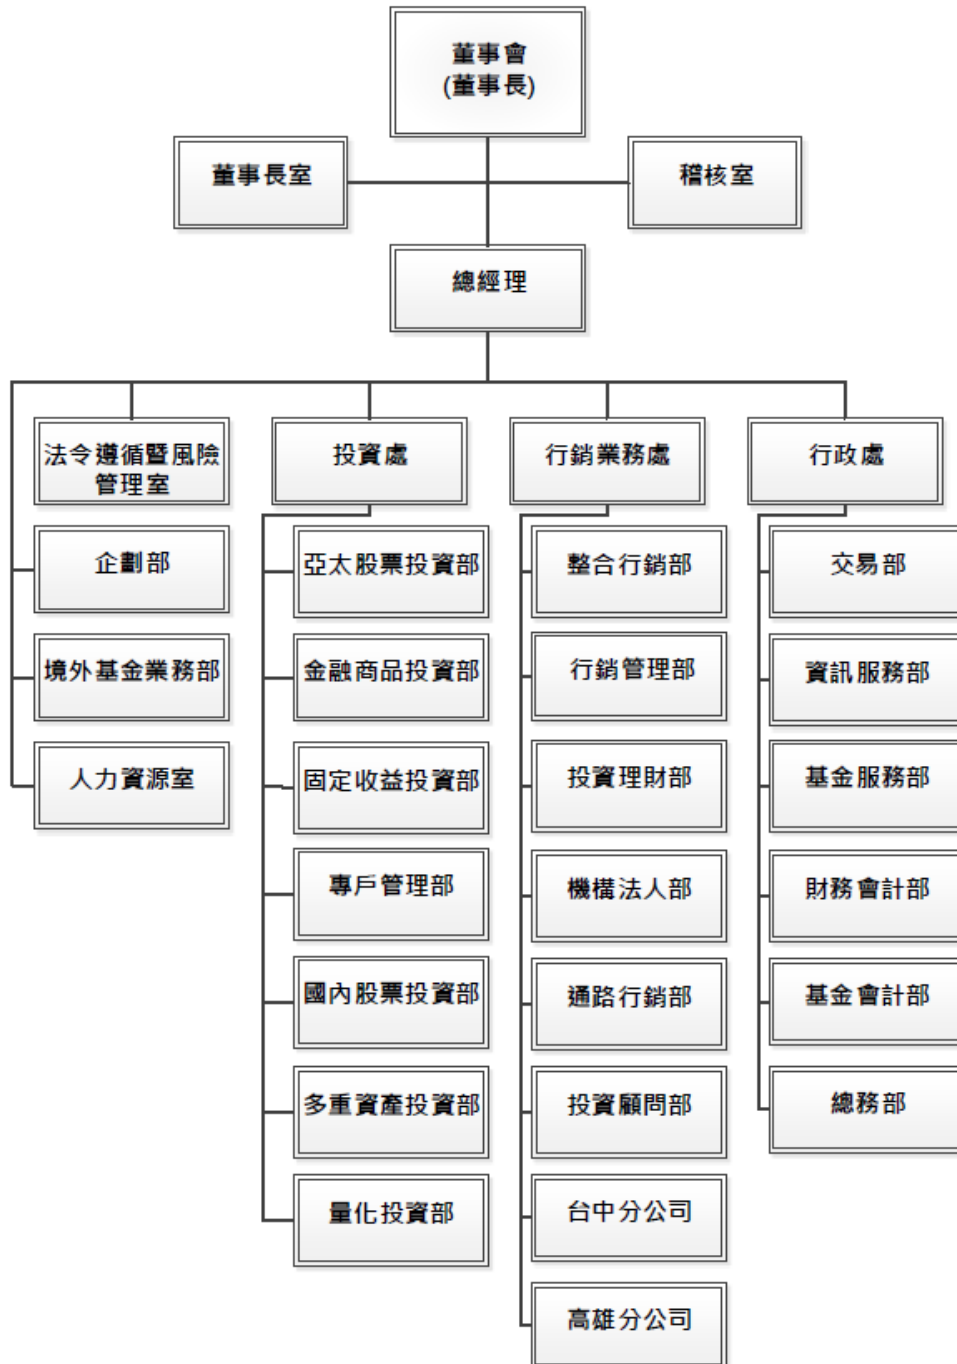 董事會
(董事長)
董事長室
稽核室
總經理
法令遵循暨風險
管理室
投資處
行銷業務處
行政處
企劃部
亞太股票投資部
整合行銷部
交易部
境外基金業務部
金融商品投資部
行銷管理部
資訊服務部
人力資源室
固定收益投資部
投資理財部
基金服務部
專戶管理部
機構法人部
財務會計部
國內股票投資部
通路行銷部
基金會計部
多重資產投資部
投資顧問部
總務部
量化投資部
台中分公司
高雄分公司